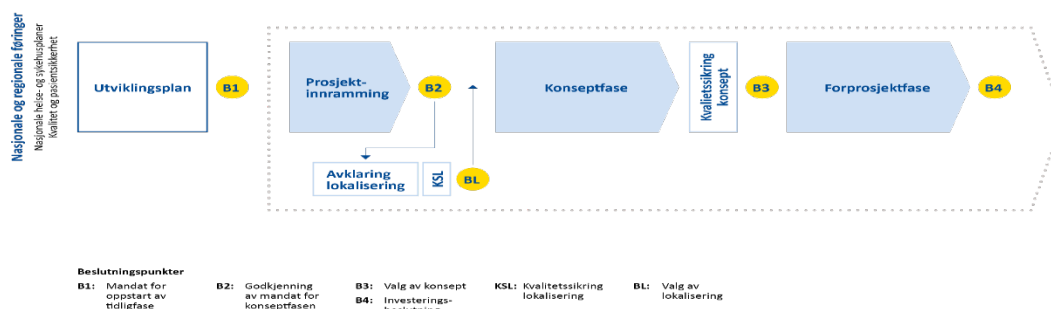 Nasjonale og regionale føringer
Nasjonale helse- og sykehusplaner
Kvalitet og pasientsikkerhet
Utviklingsplan
B1
Prosjekt-
innramming
B2
Konseptfase
Kvalietssikring
konsept
B3
Forprosjektfase
B4
Avklaring
lokalisering
KSL
BL
Beslutningspunkter
B1: Mandat for
oppstart av
tidligfase
B2: Godkjenning
av mandat for
konseptfasen
B3: Valg av konsept
B4: Investerings-
KSL: Kvalitetssikring
lokalisering
BL: Valg av
lokalisering